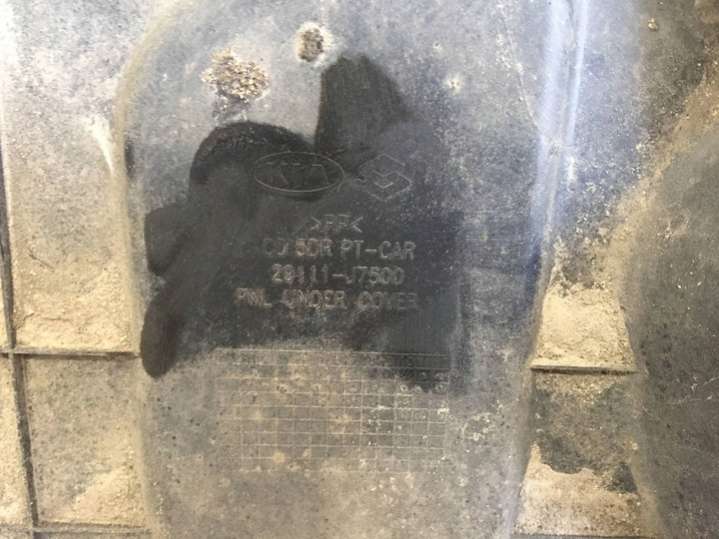 KIA
>PP<
CD 5DR PT-CAR
29111-J7500
PNL UNDER COVER